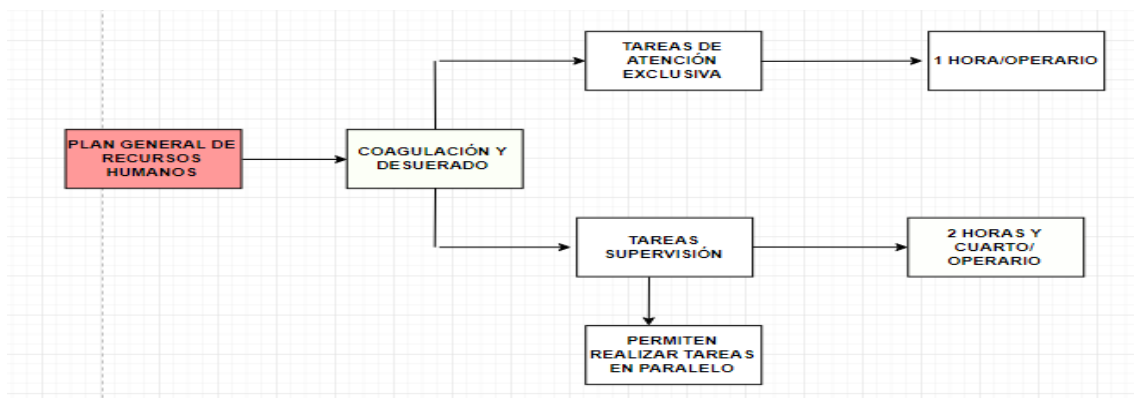 PLAN GENERAL DE
RECURSOS
HUMANOS
COAGULACIÓN Y
DESUERADO
TAREAS DE
ATENCIÓN
EXCLUSIVA
1 HORA/OPERARIO
TAREAS
SUPERVISIÓN
2 HORAS Y
CUARTO/
OPERARIO
PERMITEN
REALIZAR TAREAS
EN PARALELO